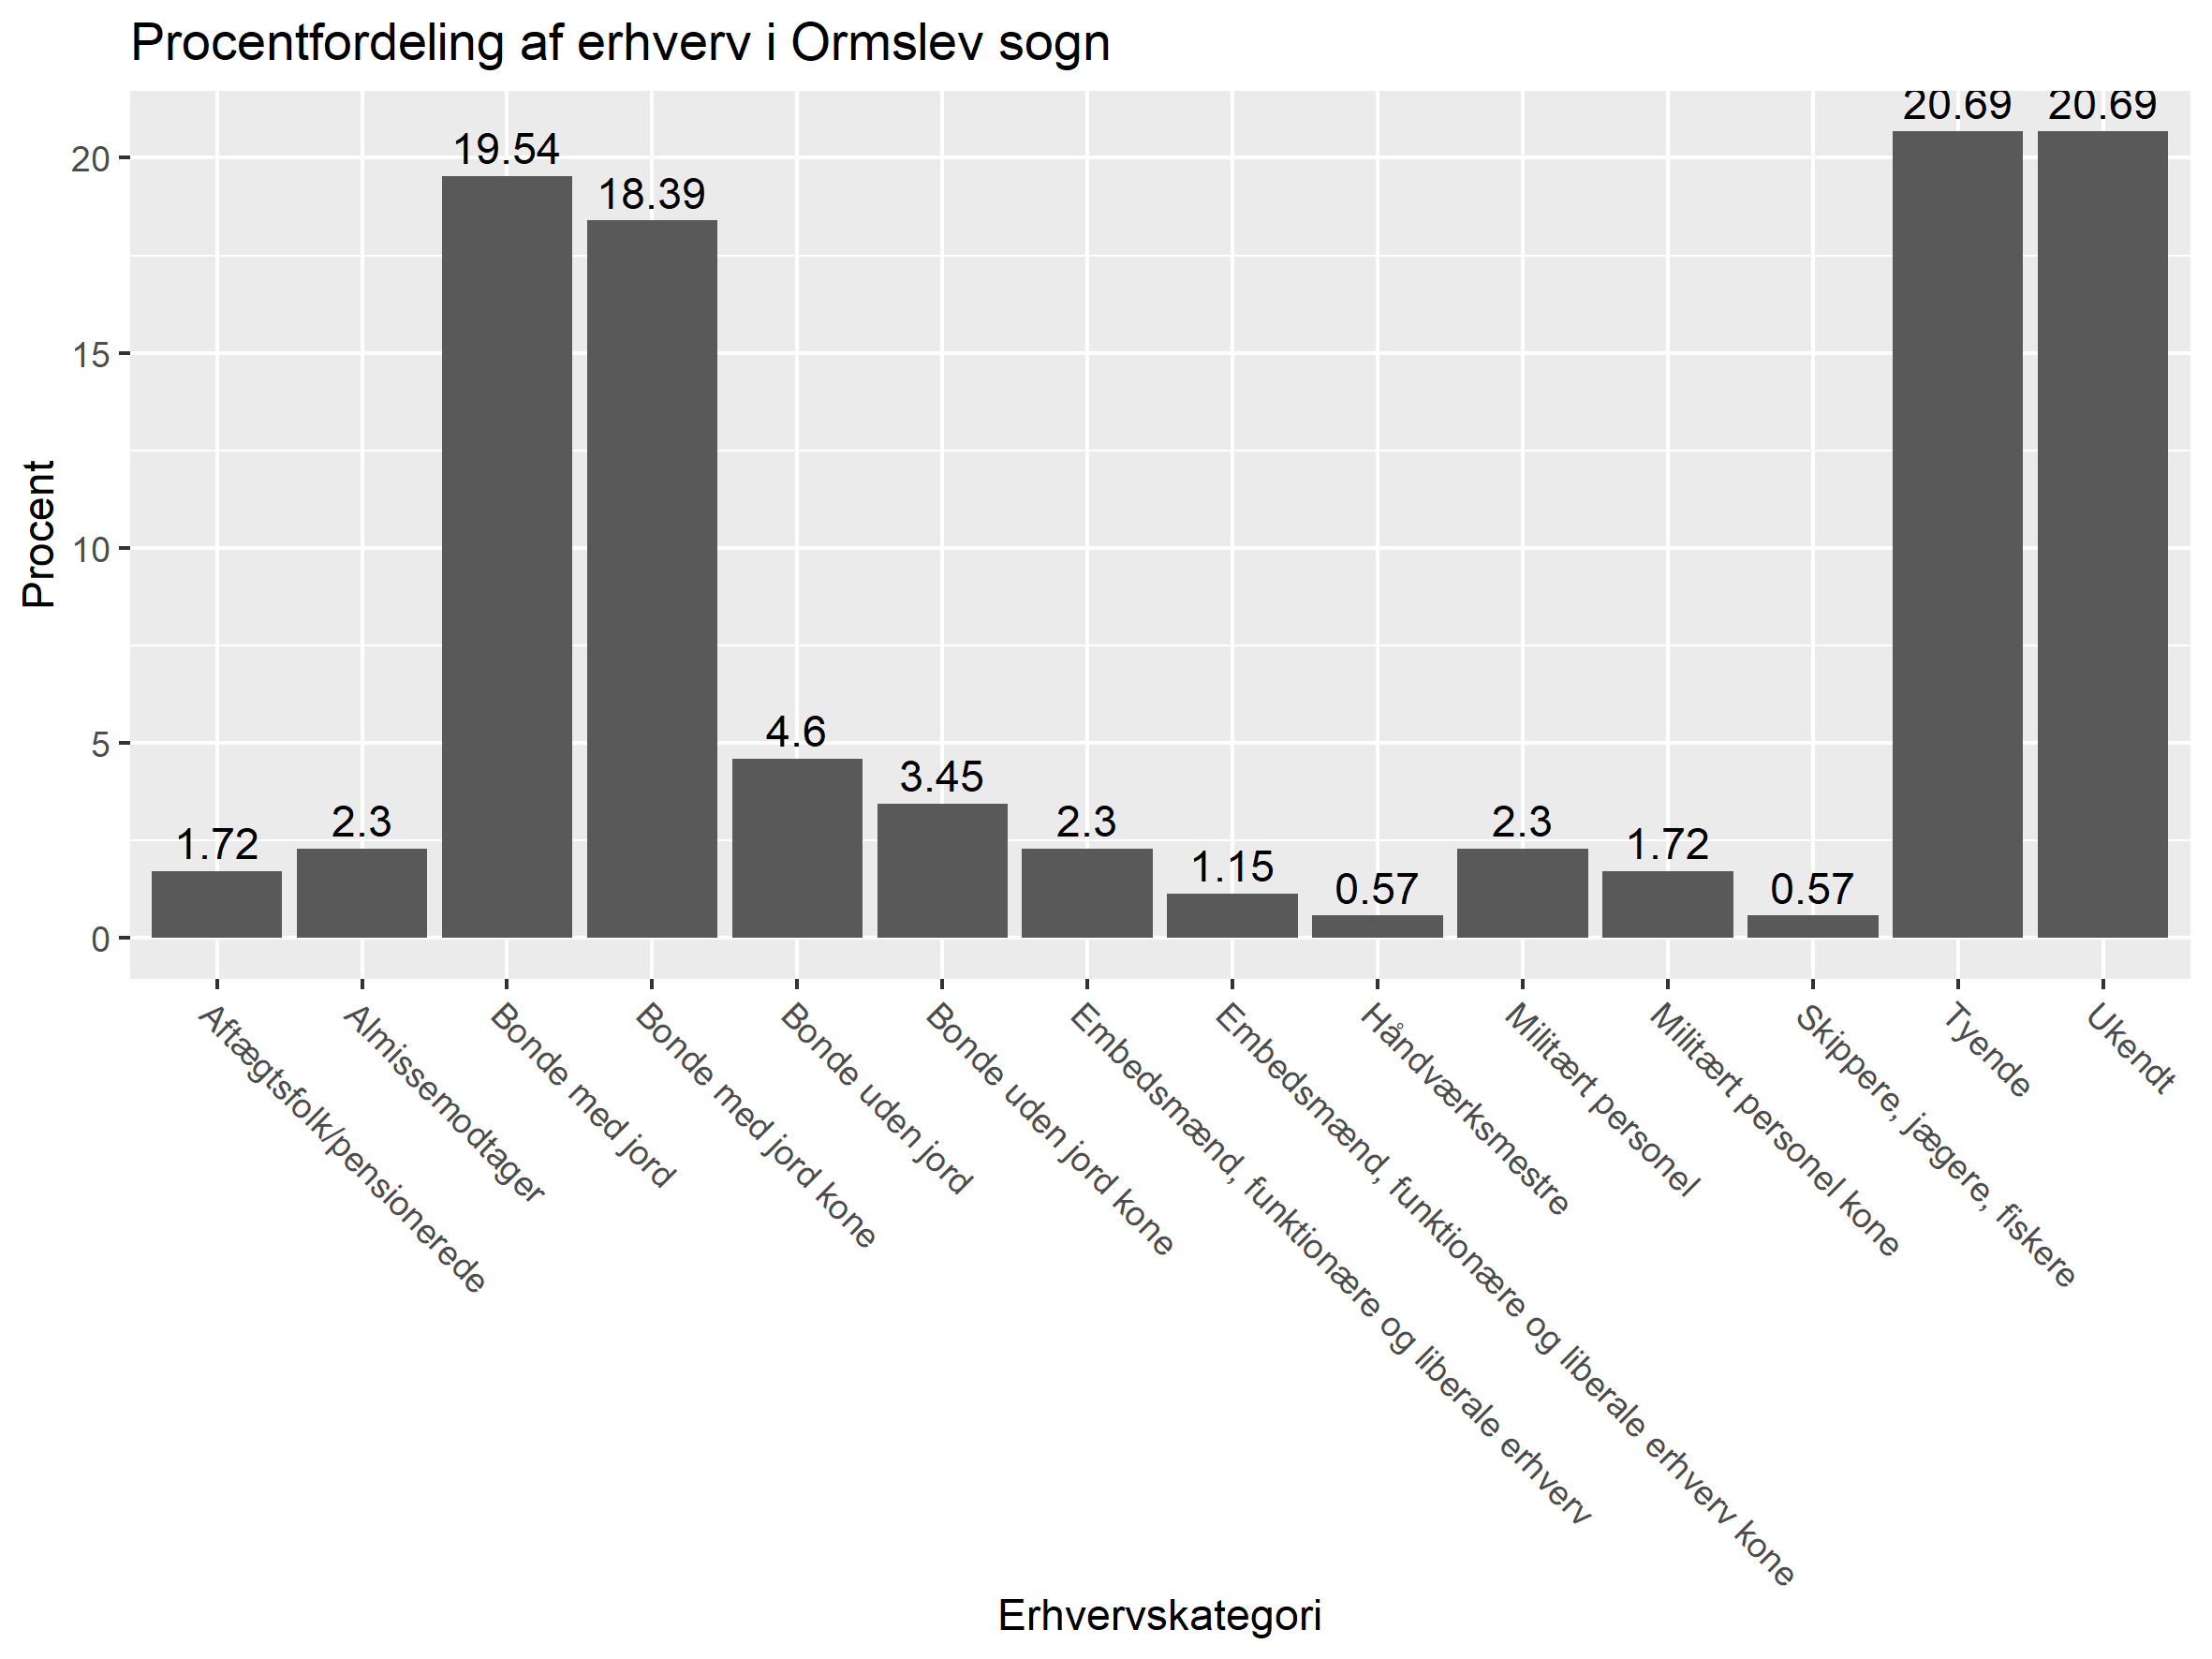 Procentfordeling af erhverv i Ormslev sogn
Procent
20
15
10
5
0
1.72
2.3
19.54
18.39
4.6
3.45
2.3
1.15
0.57
2.3
1.72
0.57
20.69
20.69
Aftægtsfolk/pensionerede
Almissemodtager
Bonde med jord
Bonde med jord kone
Bonde uden jord
Bonde uden jord kone
Embedsmænd, funktionære og liberale erhverv
Embedsmænd, funktionære og liberale erhverv kone
Håndværksmestre
Militært personel
Militært personel kone
Skippere, jægere, fiskere
Tyende
Ukendt
Erhvervskategori